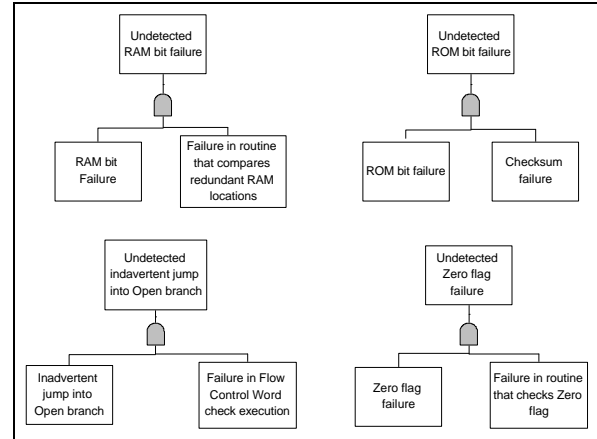 Undetected
RAM bit failure
RAM bit
Failure
Failure in routine
that compares
redundant RAM
locations
Undetected
ROM bit failure
ROM bit failure
Checksum
failure
Undetected
indavertent jump
into Open branch
Inadvertent
jump into
Open branch
Failure in Flow
Control Word
check execution
Undetected
Zero flag
failure
Zero flag
failure
Failure in routine
that checks Zero
flag